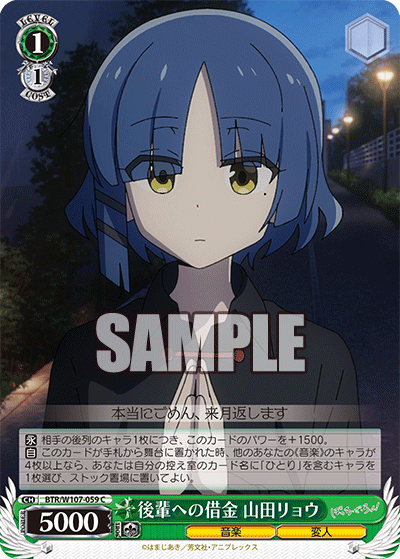 LEVEL
1
1
COST
SAMPLE
本当にごめん、来月返します
永 相手の後列のキャラ1枚につき、このカードのパワーを+1500。
自 このカードが手札から舞台に置かれた時、他のあなたの《音楽》のキャラが
4枚以上なら、あなたは自分の控え室のカード名に「ひとり」を含むキャラを
1枚選び、ストック置場に置く。
CH BTR/W107-059 C
5000
後輩への借金 山田リョウ
音楽 変人
©はまじあき／芳文社・アニプレックス